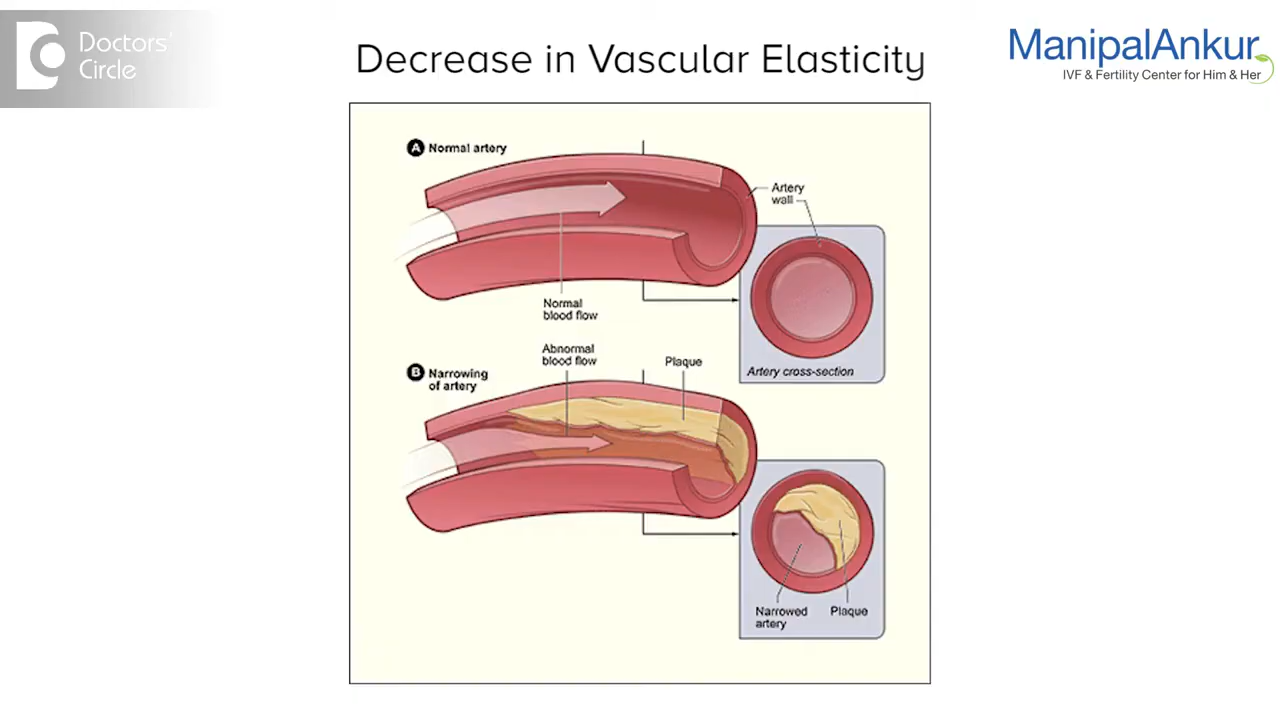 Doctors'
Circle
ManipalAnkur
IVF & Fertility Center for Him & Her
Decrease in Vascular Elasticity
A Normal artery
Artery
wall
Normal
blood flow
Artery cross-section
Abnormal
blood flow
Plaque
B Narrowing
of artery
Narrowed
artery
Plaque